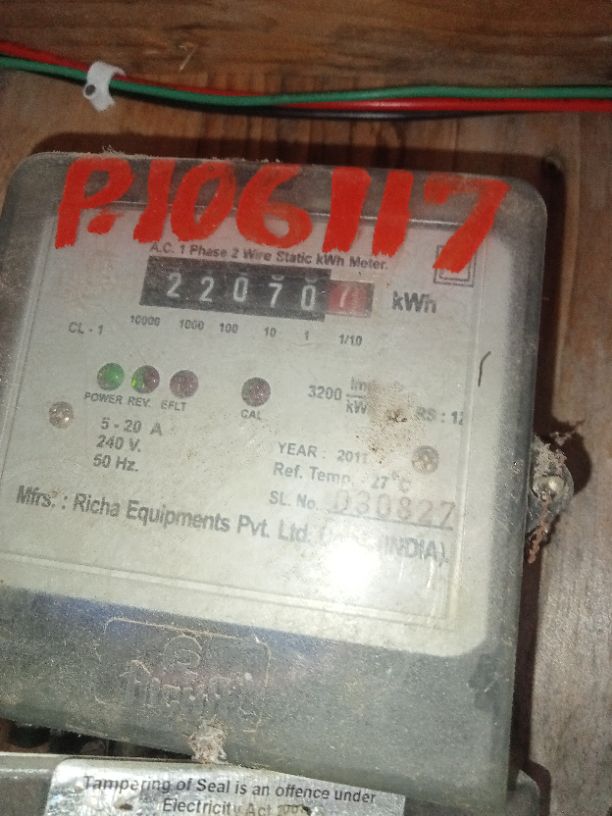 P.106117
A.C. 1 Phase 2 Wire Static kWh Meter.
22070 7 kWh
10000 1000 100 10 1 1/10
CL - 1
POWER REV. EFLT CAL
3200
5 - 20 A
240 V.
50 Hz.
YEAR : 2011
Ref. Temp. 27°C
SL. No. 030827
Mfrs. : Richa Equipments Pvt. Ltd. (INDIA).
Tampering of Seal is an offence under
Electricity Act